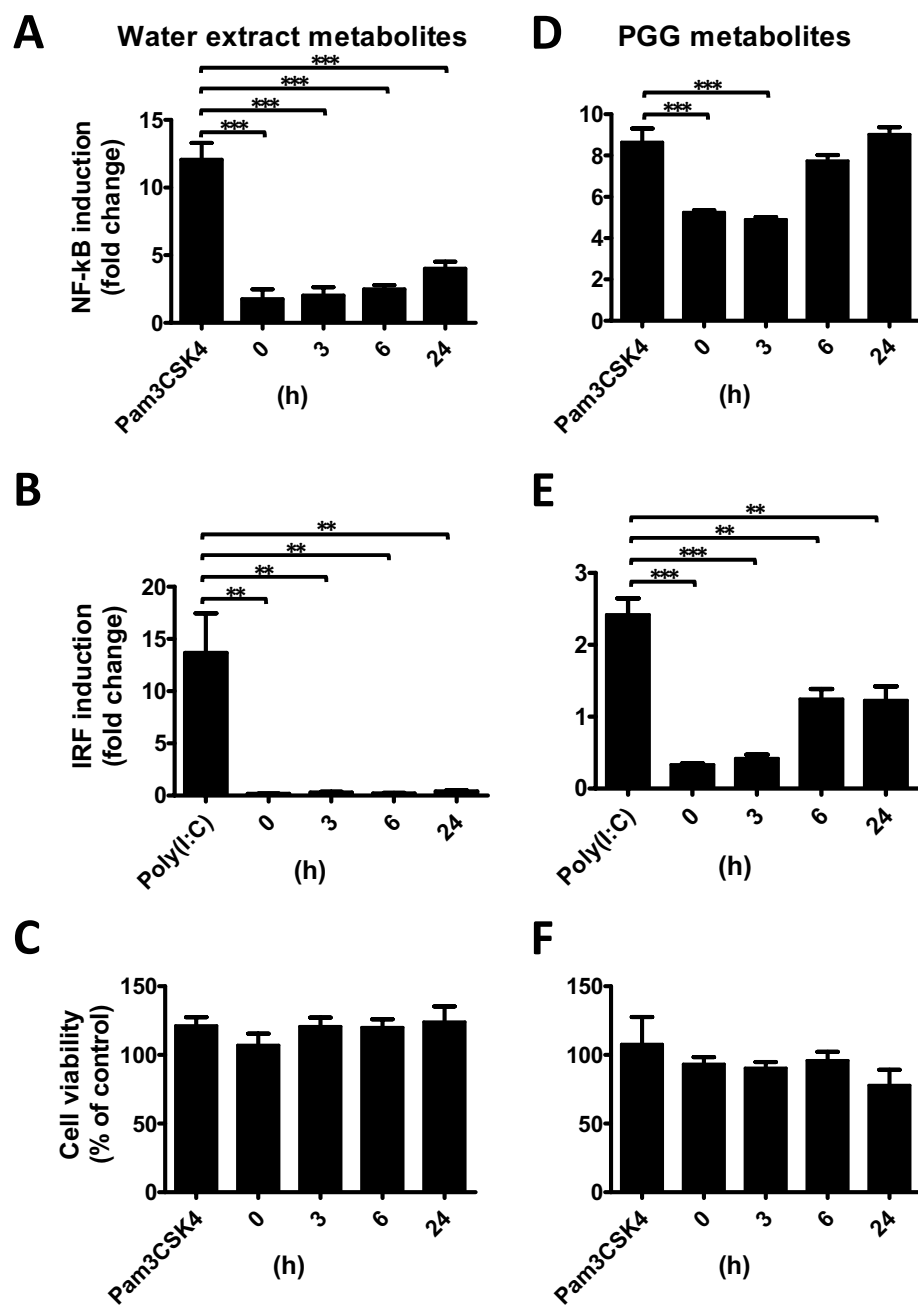 A
Water extract metabolites
***
***
***
***
NF-kB induction
(fold change)
15
10
5
0
Pam3CSK4
0
3
6
24
(h)
D
PGG metabolites
***
***
10
8
6
4
2
0
Pam3CSK4
0
3
6
24
(h)
B
**
**
**
**
IRF induction
(fold change)
20
15
10
5
0
Poly(I:C)
0
3
6
24
(h)
E
**
**
***
***
3
2
1
0
Poly(I:C)
0
3
6
24
(h)
C
Cell viability
(% of control)
150
100
50
0
Pam3CSK4
0
3
6
24
(h)
F
150
100
50
0
Pam3CSK4
0
3
6
24
(h)